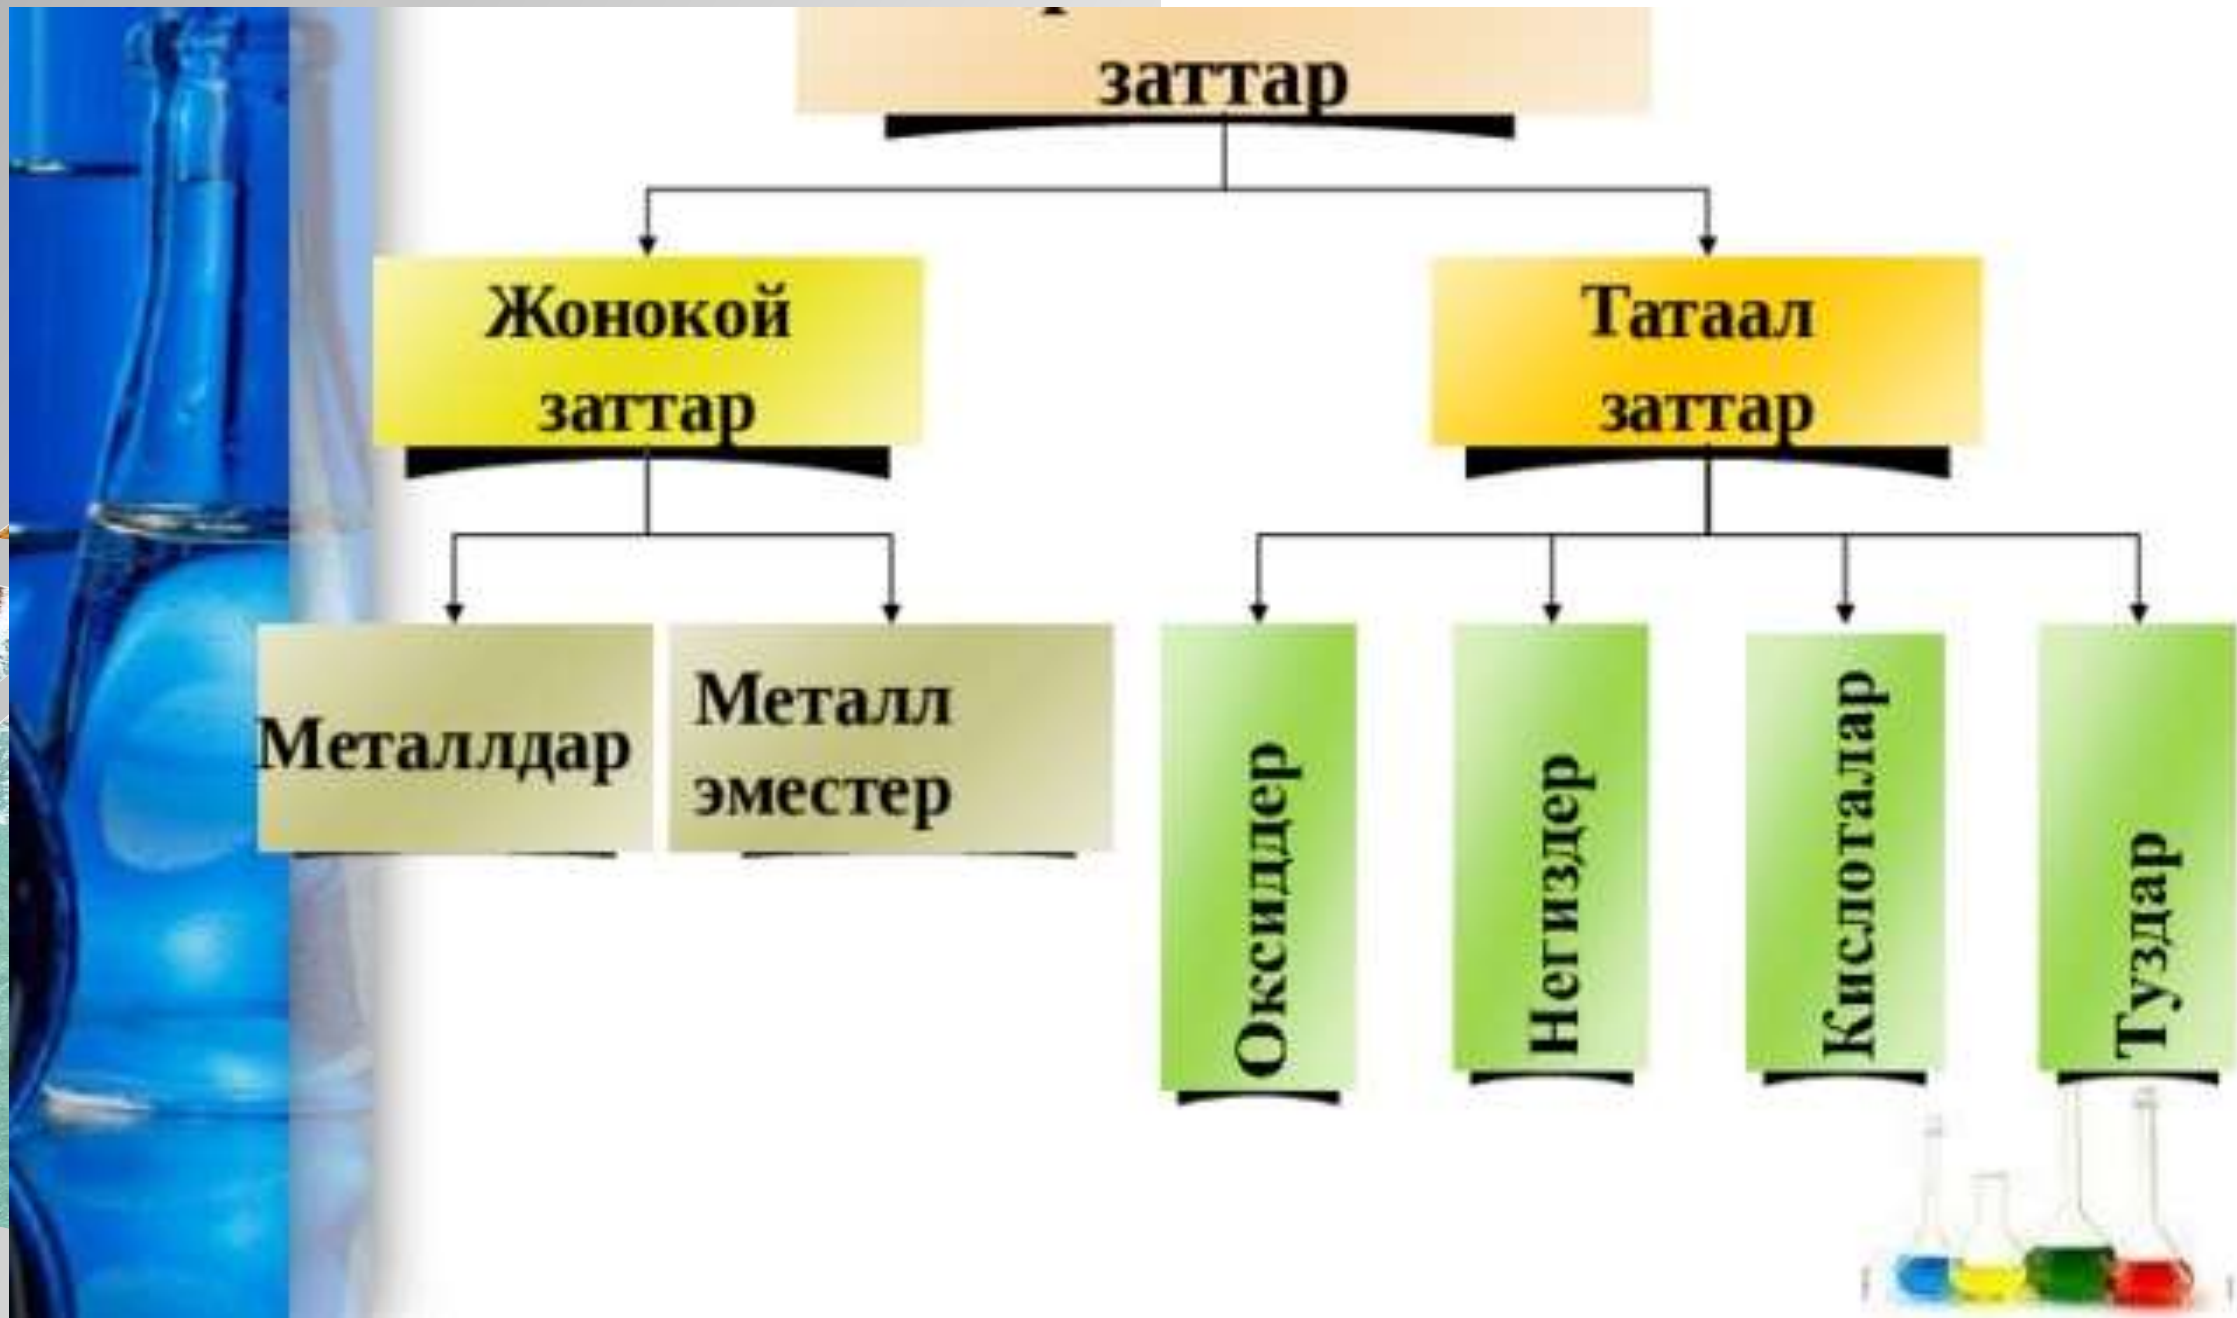 заттар
Жонокой
заттар
Татаал
заттар
Металлдар
Металл
эместер
Оксиддер
Негиздер
Кислоталар
Туздар